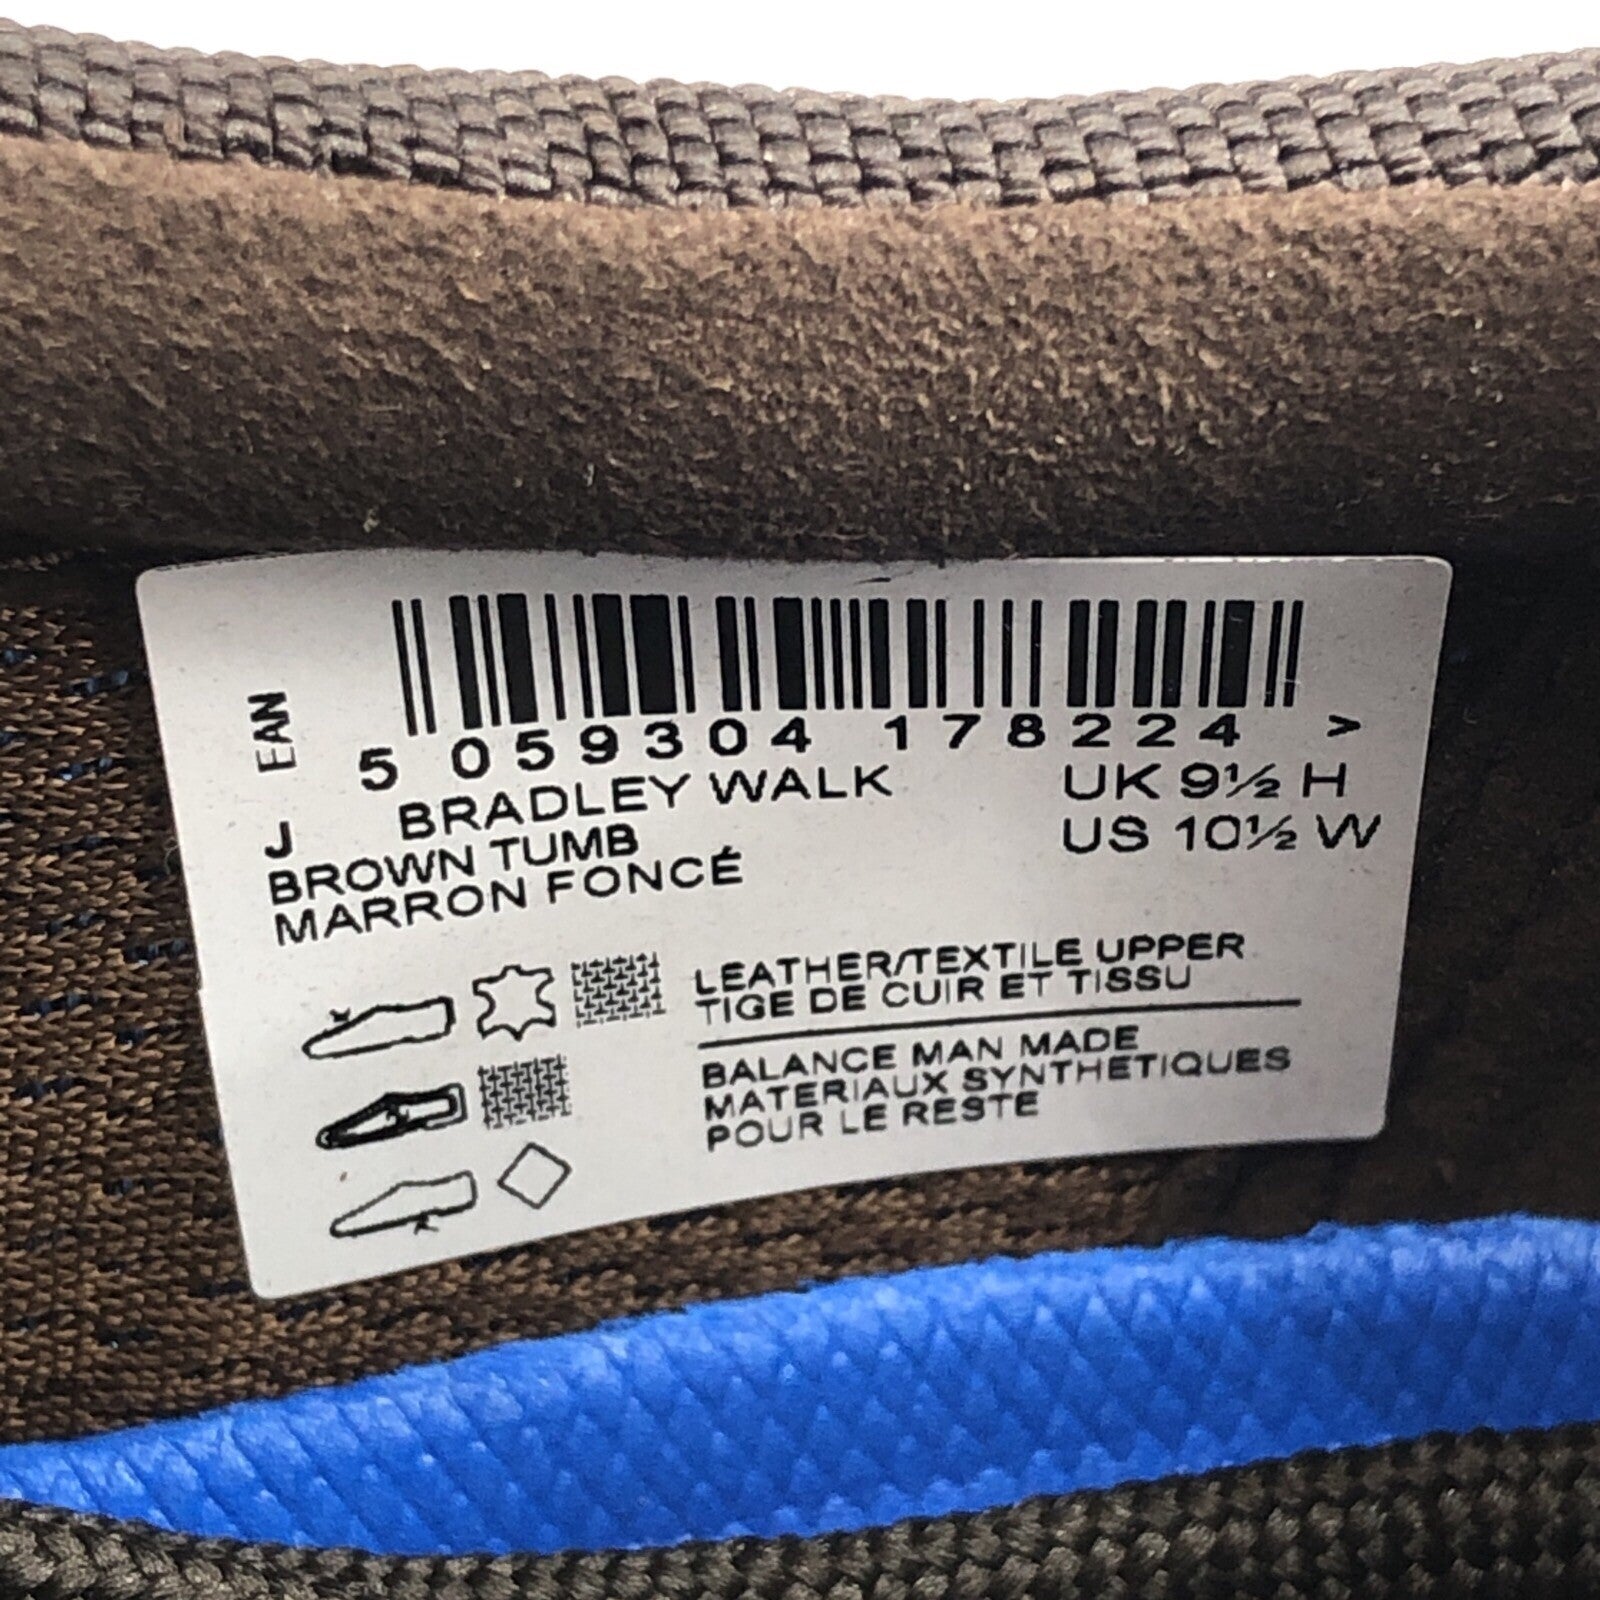 EAN
5 059304 178224 >
J BRADLEY WALK
BROWN TUMB
MARRON FONCÉ
UK 9½ H
US 10½ W
LEATHER/TEXTILE UPPER
TIGE DE CUIR ET TISSU
BALANCE MAN MADE
MATERIAUX SYNTHETIQUES
POUR LE RESTE